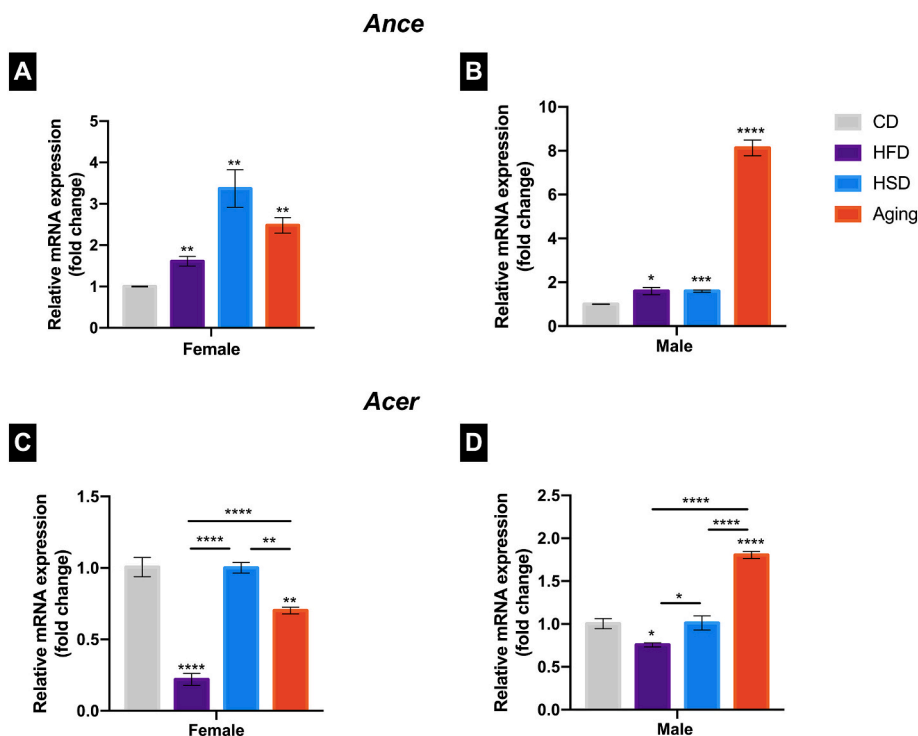 Ance
A
B
Relative mRNA expression
(fold change)
5
4
3
2
1
0
**
**
**
Female
Relative mRNA expression
(fold change)
10
8
6
4
2
0
*
***
****
Male
CD
HFD
HSD
Aging
Acer
C
D
Relative mRNA expression
(fold change)
1.5
1.0
0.5
0.0
****
****
**
****
**
Female
Relative mRNA expression
(fold change)
2.5
2.0
1.5
1.0
0.5
0.0
****
****
****
*
*
Male